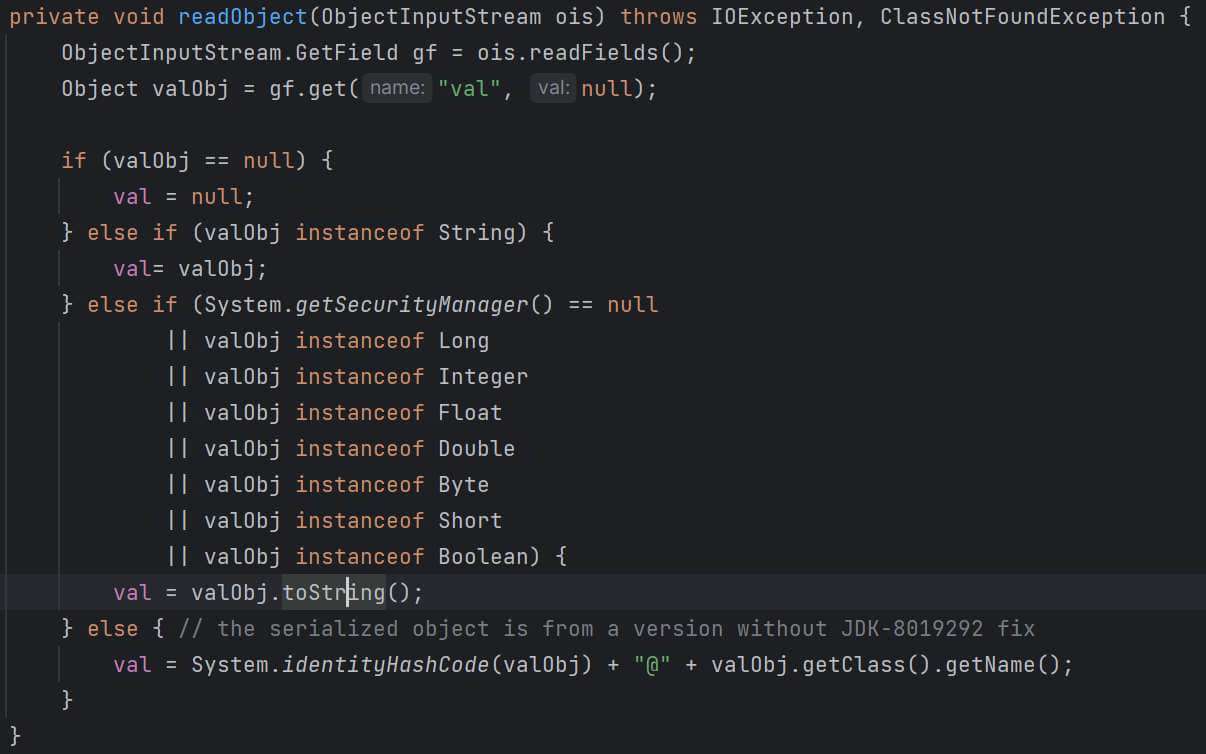 private void readObject(ObjectInputStream ois) throws IOException, ClassNotFoundException {
    ObjectInputStream.GetField gf = ois.readFields();
    Object valObj = gf.get( name: "val", val: null);

    if (valObj == null) {
        val = null;
    } else if (valObj instanceof String) {
        val= valObj;
    } else if (System.getSecurityManager() == null
            || valObj instanceof Long
            || valObj instanceof Integer
            || valObj instanceof Float
            || valObj instanceof Double
            || valObj instanceof Byte
            || valObj instanceof Short
            || valObj instanceof Boolean) {
        val = valObj.toString();
    } else { // the serialized object is from a version without JDK-8019292 fix
        val = System.identityHashCode(valObj) + "@" + valObj.getClass().getName();
    }
}